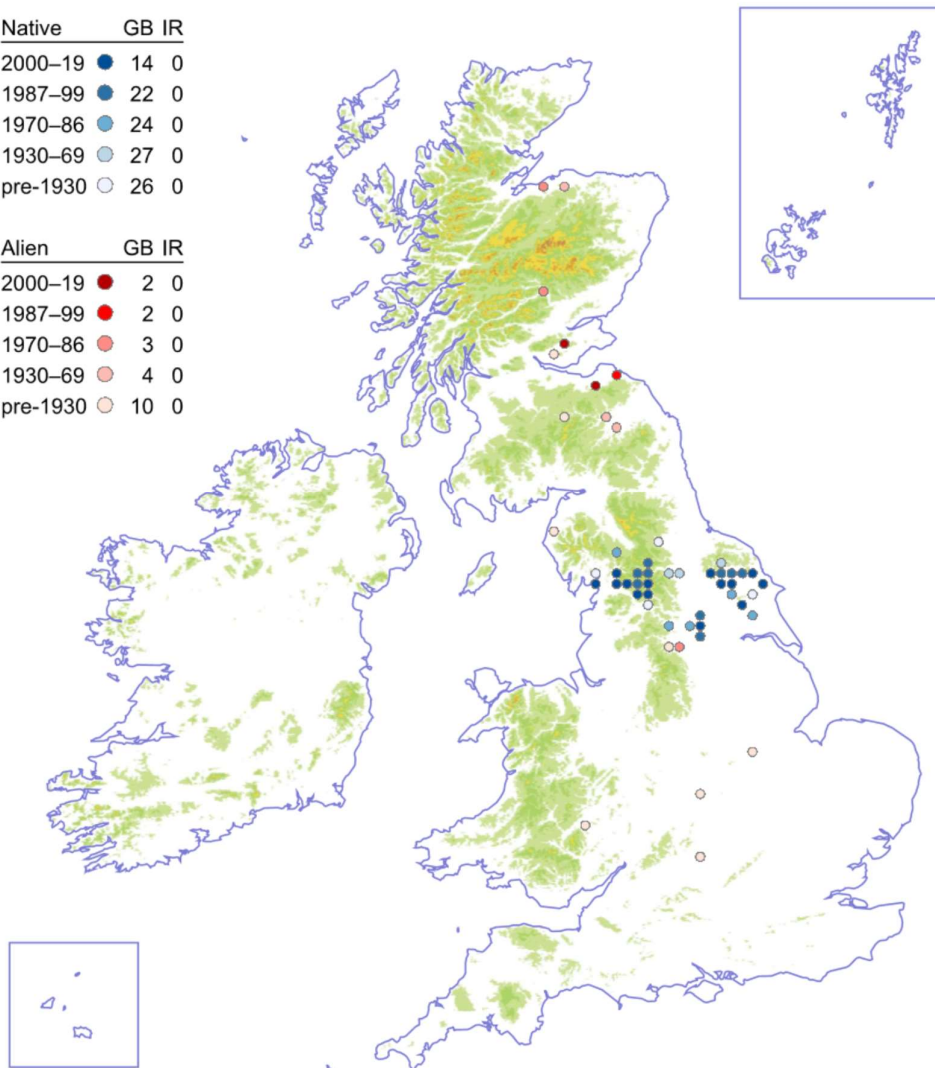 Native GB IR
2000–19 14 0
1987–99 22 0
1970–86 24 0
1930–69 27 0
pre-1930 26 0
Alien GB IR
2000–19 2 0
1987–99 2 0
1970–86 3 0
1930–69 4 0
pre-1930 10 0